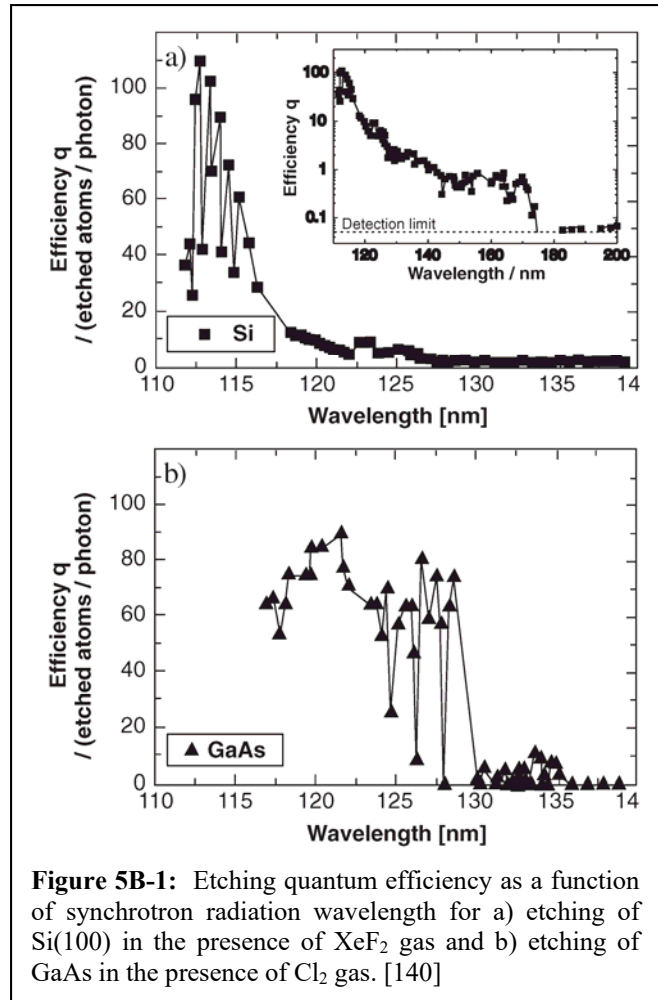 a)
100
80
60
40
20
0
Efficiency q
/ (etched atoms / photon)
Si
110 115 120 125 130 135 14
Wavelength [nm]
100
10
1
0.1
Efficiency q
Detection limit
120 140 160 180 200
Wavelength / nm
b)
100
80
60
40
20
0
Efficiency q
/ (etched atoms / photon)
GaAs
110 115 120 125 130 135 14
Wavelength [nm]
Figure 5B-1: Etching quantum efficiency as a function
of synchrotron radiation wavelength for a) etching of
Si(100) in the presence of XeF₂ gas and b) etching of
GaAs in the presence of Cl₂ gas. [140]